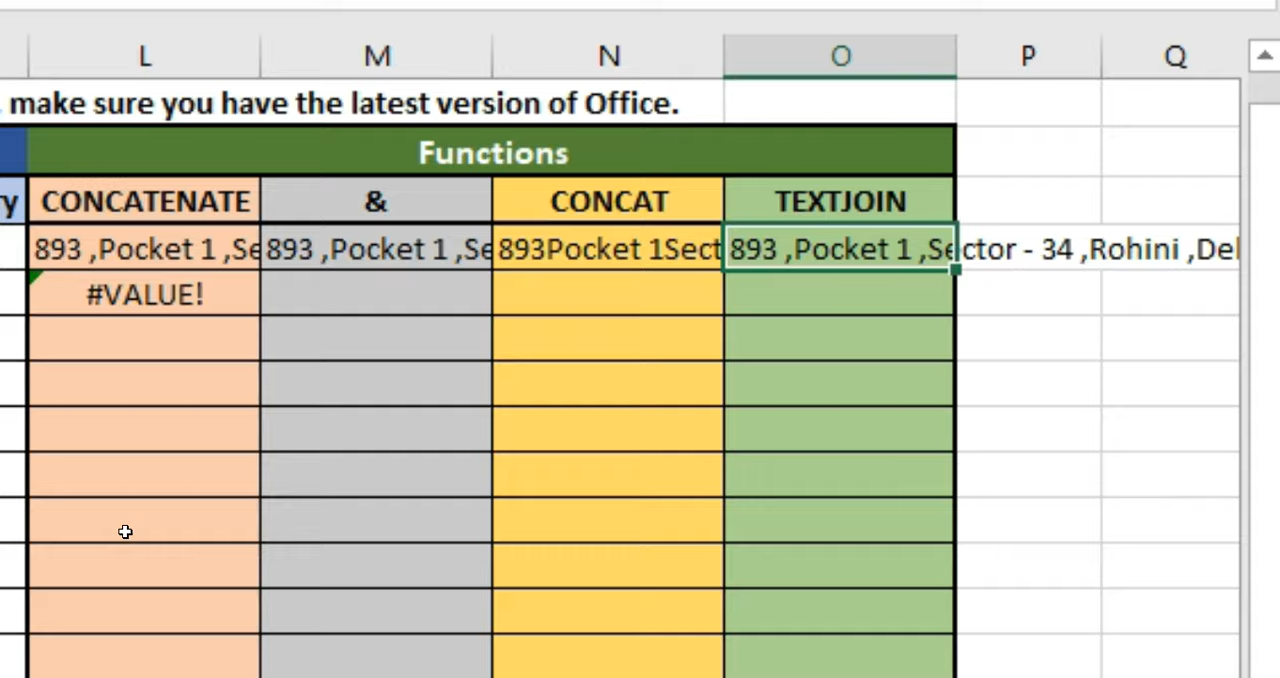 L M N O P Q
make sure you have the latest version of Office.
Functions
ry CONCATENATE & CONCAT TEXTJOIN
893 ,Pocket 1 ,Se 893 ,Pocket 1 ,Se 893Pocket 1Sect 893 ,Pocket 1 ,Sector - 34 ,Rohini ,Del
#VALUE!